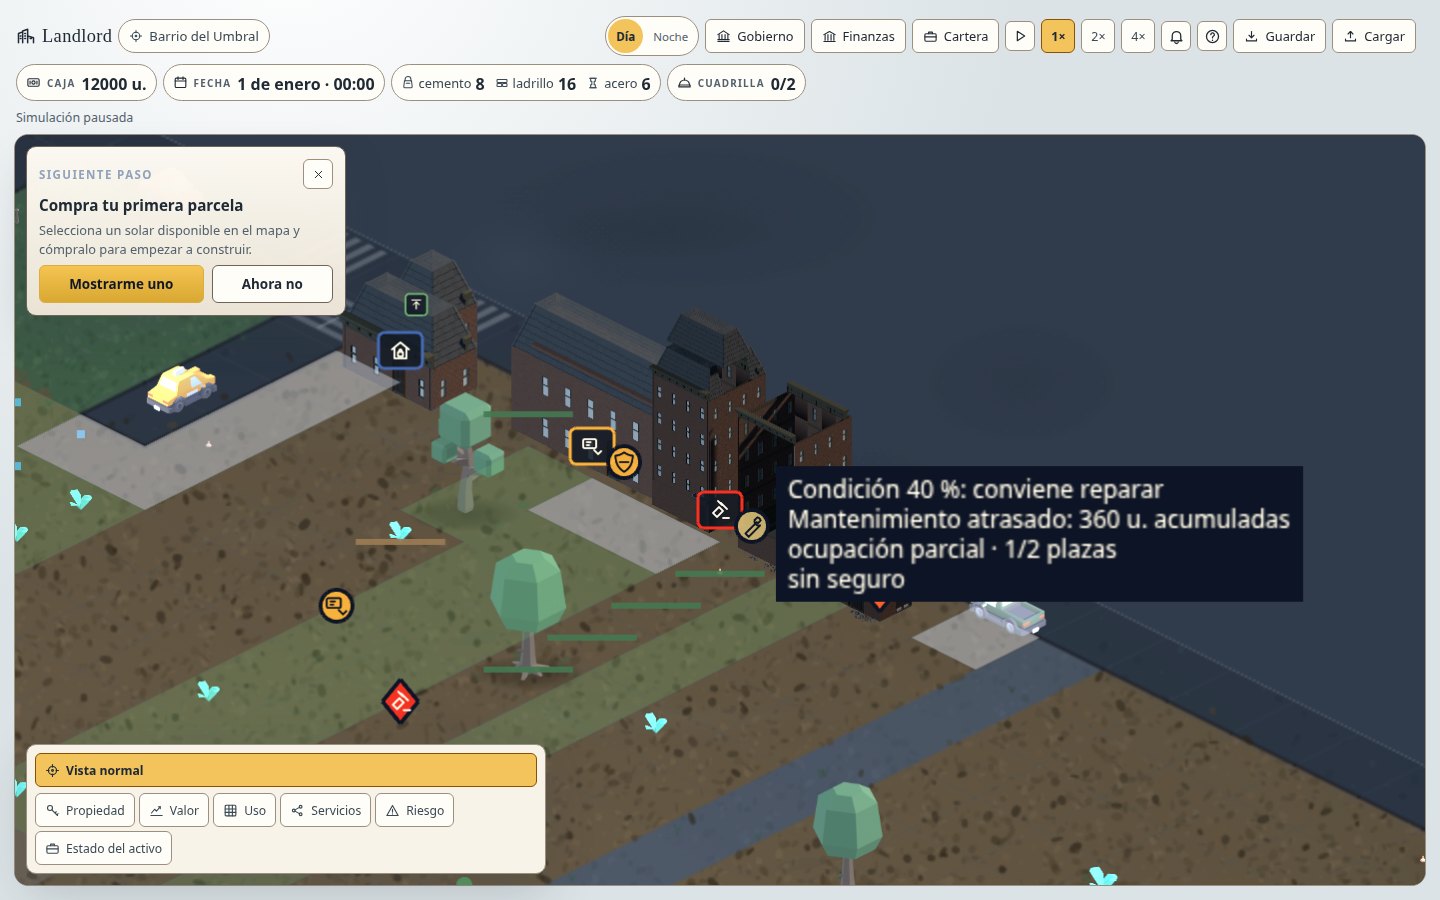 Landlord
Barrio del Umbral
Día
Noche
Gobierno
Finanzas
Cartera
1×
2×
4×
Guardar
Cargar
CAJA 12000 u.
FECHA 1 de enero · 00:00
cemento 8 ladrillo 16 acero 6
CUADRILLA 0/2
Simulación pausada
SIGUIENTE PASO
Compra tu primera parcela
Selecciona un solar disponible en el mapa y
cómpralo para empezar a construir.
Mostrarme uno
Ahora no
Condición 40 %: conviene reparar
Mantenimiento atrasado: 360 u. acumuladas
ocupación parcial · 1/2 plazas
sin seguro
Vista normal
Propiedad
Valor
Uso
Servicios
Riesgo
Estado del activo